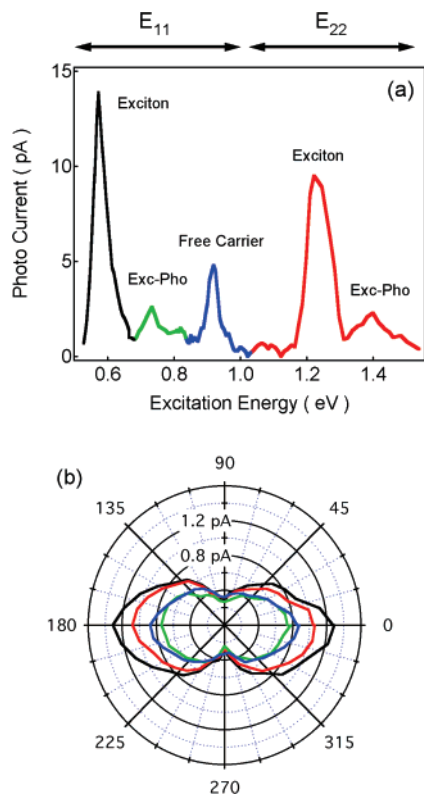 E11 E22
(a)
15
10
5
0
Photo Current ( pA )
Exciton
Exc-Pho
Free Carrier
Exciton
Exc-Pho
0.6 0.8 1.0 1.2 1.4
Excitation Energy ( eV )
(b)
90
135 45
1.2 pA
0.8 pA
180 0
225 315
270